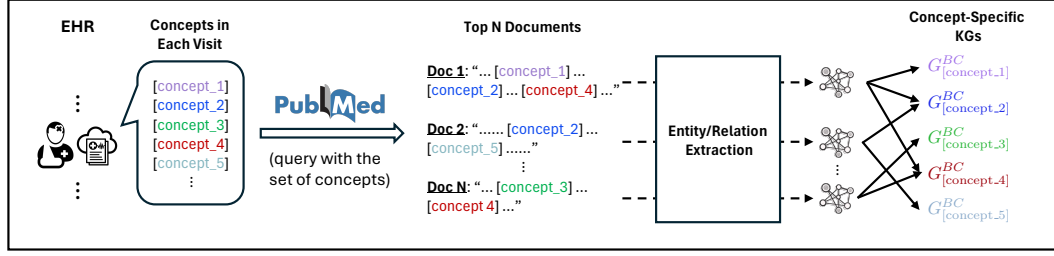 EHR
Concepts in
Each Visit
[concept_1]
[concept_2]
[concept_3]
[concept_4]
[concept_5]
⋮
PubMed
(query with the
set of concepts)
Top N Documents
Doc 1: “... [concept_1] ...
[concept_2] ... [concept_4] ...”
Doc 2: “...... [concept_2] ...
[concept_5] ......”
⋮
Doc N: “... [concept_3] ...
[concept 4] ...”
Entity/Relation
Extraction
Concept-Specific
KGs
G^{BC}_{[concept_1]}
G^{BC}_{[concept_2]}
G^{BC}_{[concept_3]}
G^{BC}_{[concept_4]}
G^{BC}_{[concept_5]}